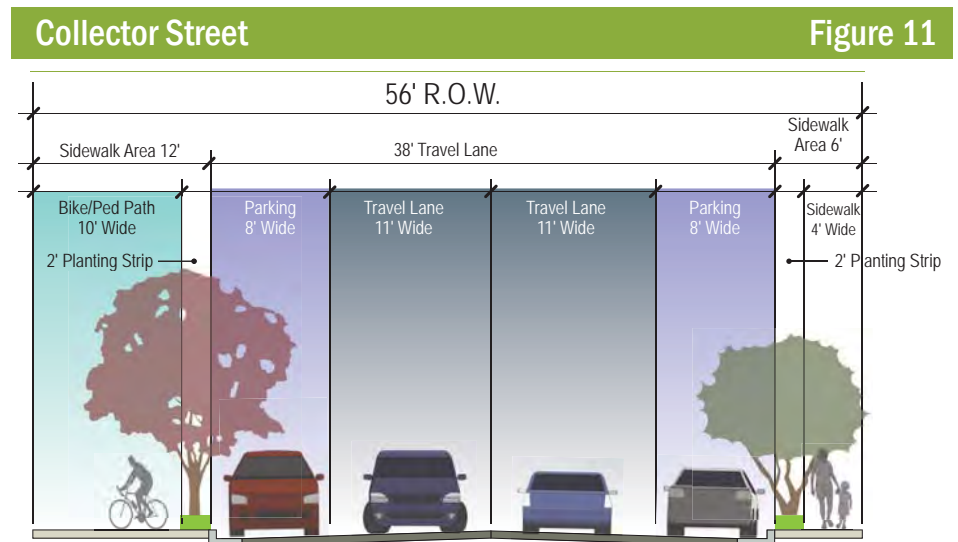 Collector Street
Figure 11
56' R.O.W.
Sidewalk Area 12'
38' Travel Lane
Sidewalk
Area 6'
Bike/Ped Path
10' Wide
Parking
8' Wide
Travel Lane
11' Wide
Travel Lane
11' Wide
Parking
8' Wide
Sidewalk
4' Wide
2' Planting Strip
2' Planting Strip